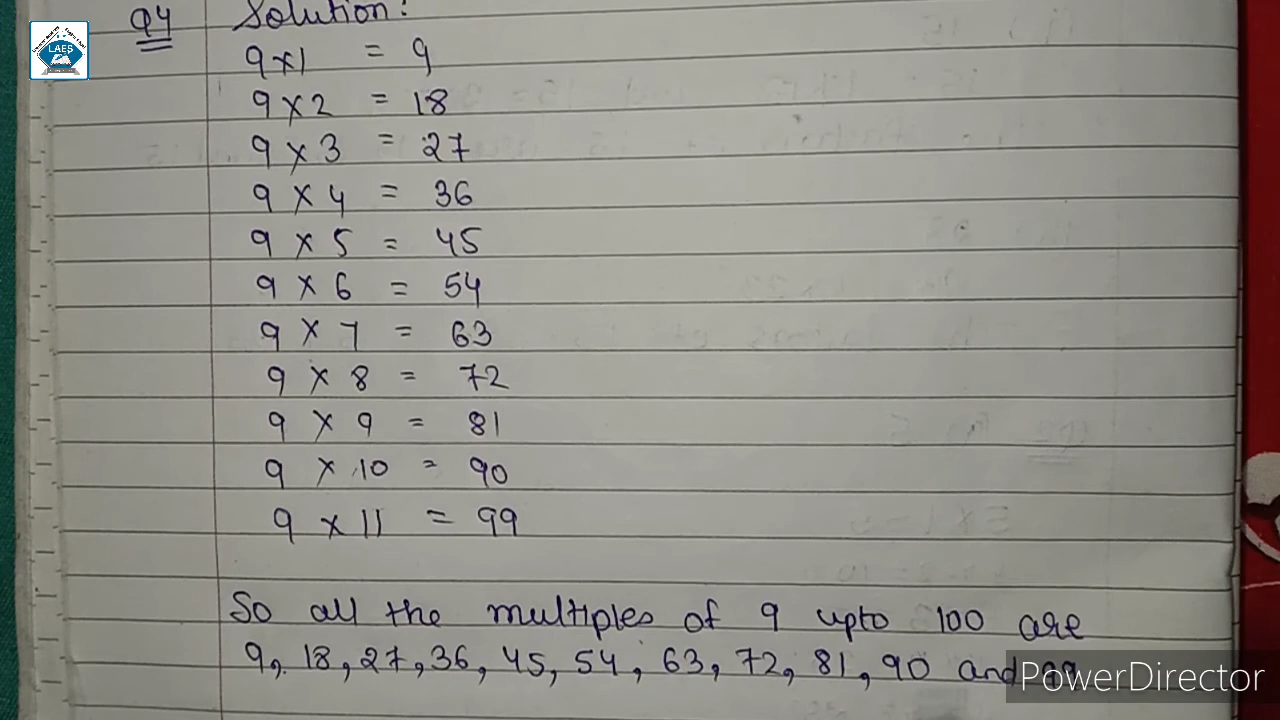 Q4 Solution:
9×1 = 9
9 × 2 = 18
9 × 3 = 27
9 × 4 = 36
9 × 5 = 45
9 × 6 = 54
9 × 7 = 63
9 × 8 = 72
9 × 9 = 81
9 × 10 = 90
9 × 11 = 99
So all the multiples of 9 upto 100 are
9, 18, 27, 36, 45, 54, 63, 72, 81, 90 and 99
PowerDirector
LAES